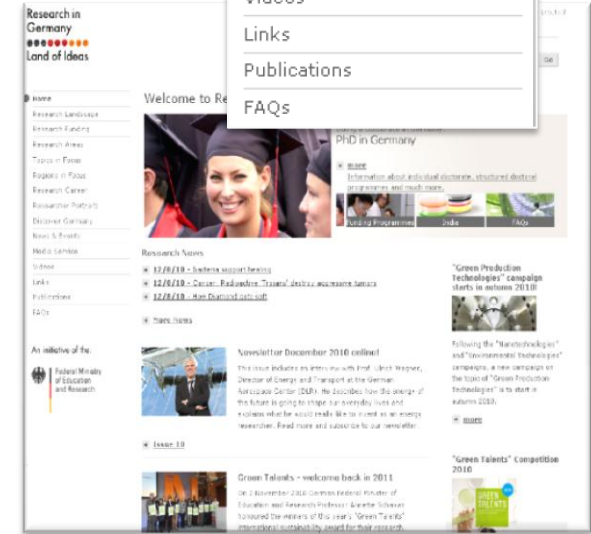 Research in
Germany
Land of Ideas
Videos
Links
Publications
FAQs
Go
Home
Research Landscape
Research Funding
Research Areas
Topics in Focus
Regions in Focus
Research Career
Researcher Portraits
Discover Germany
News & Events
Media Service
Videos
Links
Publications
FAQs
An initiative of the:
Federal Ministry
of Education
and Research
Welcome to Re
PhD in Germany
more
Information about individual doctorate, structured doctoral
programmes and much more.
Funding Programmes
India
FAQs
Research News
12/8/10 - Bacteria support healing
12/8/10 - Cancer: Radioactive 'Trojans' destroy aggressive tumors
12/8/10 - How Diamond gets soft
More News
Newsletter December 2010 online!
This issue includes an interview with Prof. Ulrich Wagner,
Director of Energy and Transport at the German
Aerospace Center (DLR). He describes how the energy of
the future is going to shape our everyday lives and
explains what he would really like to invent as an energy
researcher. Read more and subscribe to our newsletter.
Issue 18
Green Talents - welcome back in 2011
On 2 November 2010 German Federal Minister of
Education and Research Professor Annette Schavan
honoured the winners of this year's "Green Talents"
international sustainability award for their research
"Green Production
Technologies" campaign
starts in autumn 2010!
Following the "Nanotechnologies"
and "Environmental Technologies"
campaigns, a new campaign on
the topic of "Green Production
Technologies" is to start in
autumn 2010.
more
"Green Talents" Competition
2010
GREEN
TALENTS